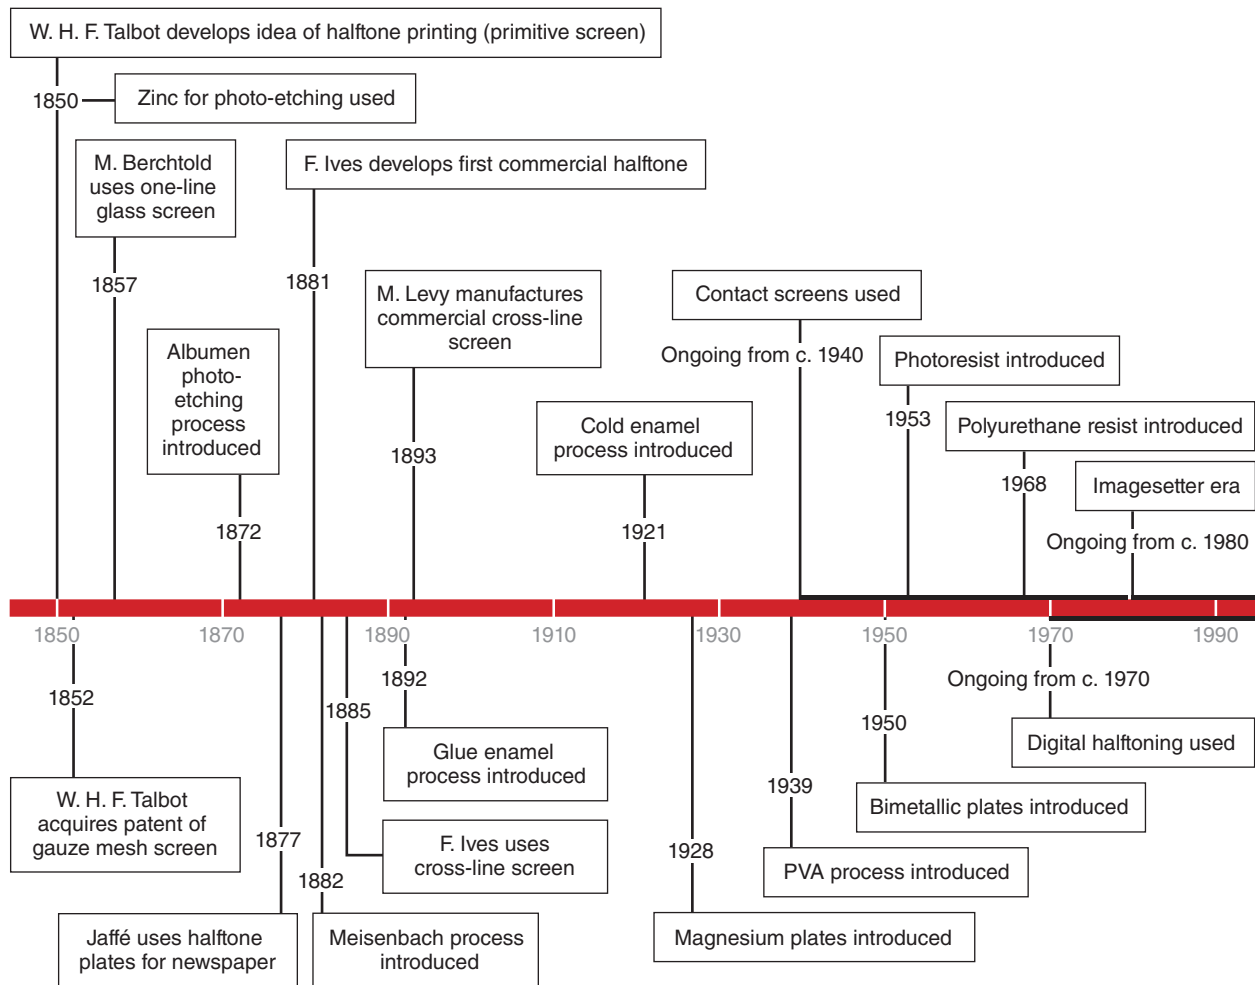 W. H. F. Talbot develops idea of halftone printing (primitive screen)
1850
Zinc for photo-etching used
M. Berchtold
uses one-line
glass screen
1857
F. Ives develops first commercial halftone
1881
Albumen
photo-
etching
process
introduced
1872
M. Levy manufactures
commercial cross-line
screen
1893
Cold enamel
process introduced
1921
Contact screens used
Ongoing from c. 1940
Photoresist introduced
1953
Polyurethane resist introduced
1968
Imagesetter era
Ongoing from c. 1980
1850
1870
1890
1910
1930
1950
1970
1990
1852
W. H. F. Talbot
acquires patent of
gauze mesh screen
1877
Jaffé uses halftone
plates for newspaper
1882
Meisenbach process
introduced
1885
F. Ives uses
cross-line screen
1892
Glue enamel
process introduced
1928
Magnesium plates introduced
1939
PVA process introduced
1950
Bimetallic plates introduced
Ongoing from c. 1970
Digital halftoning used